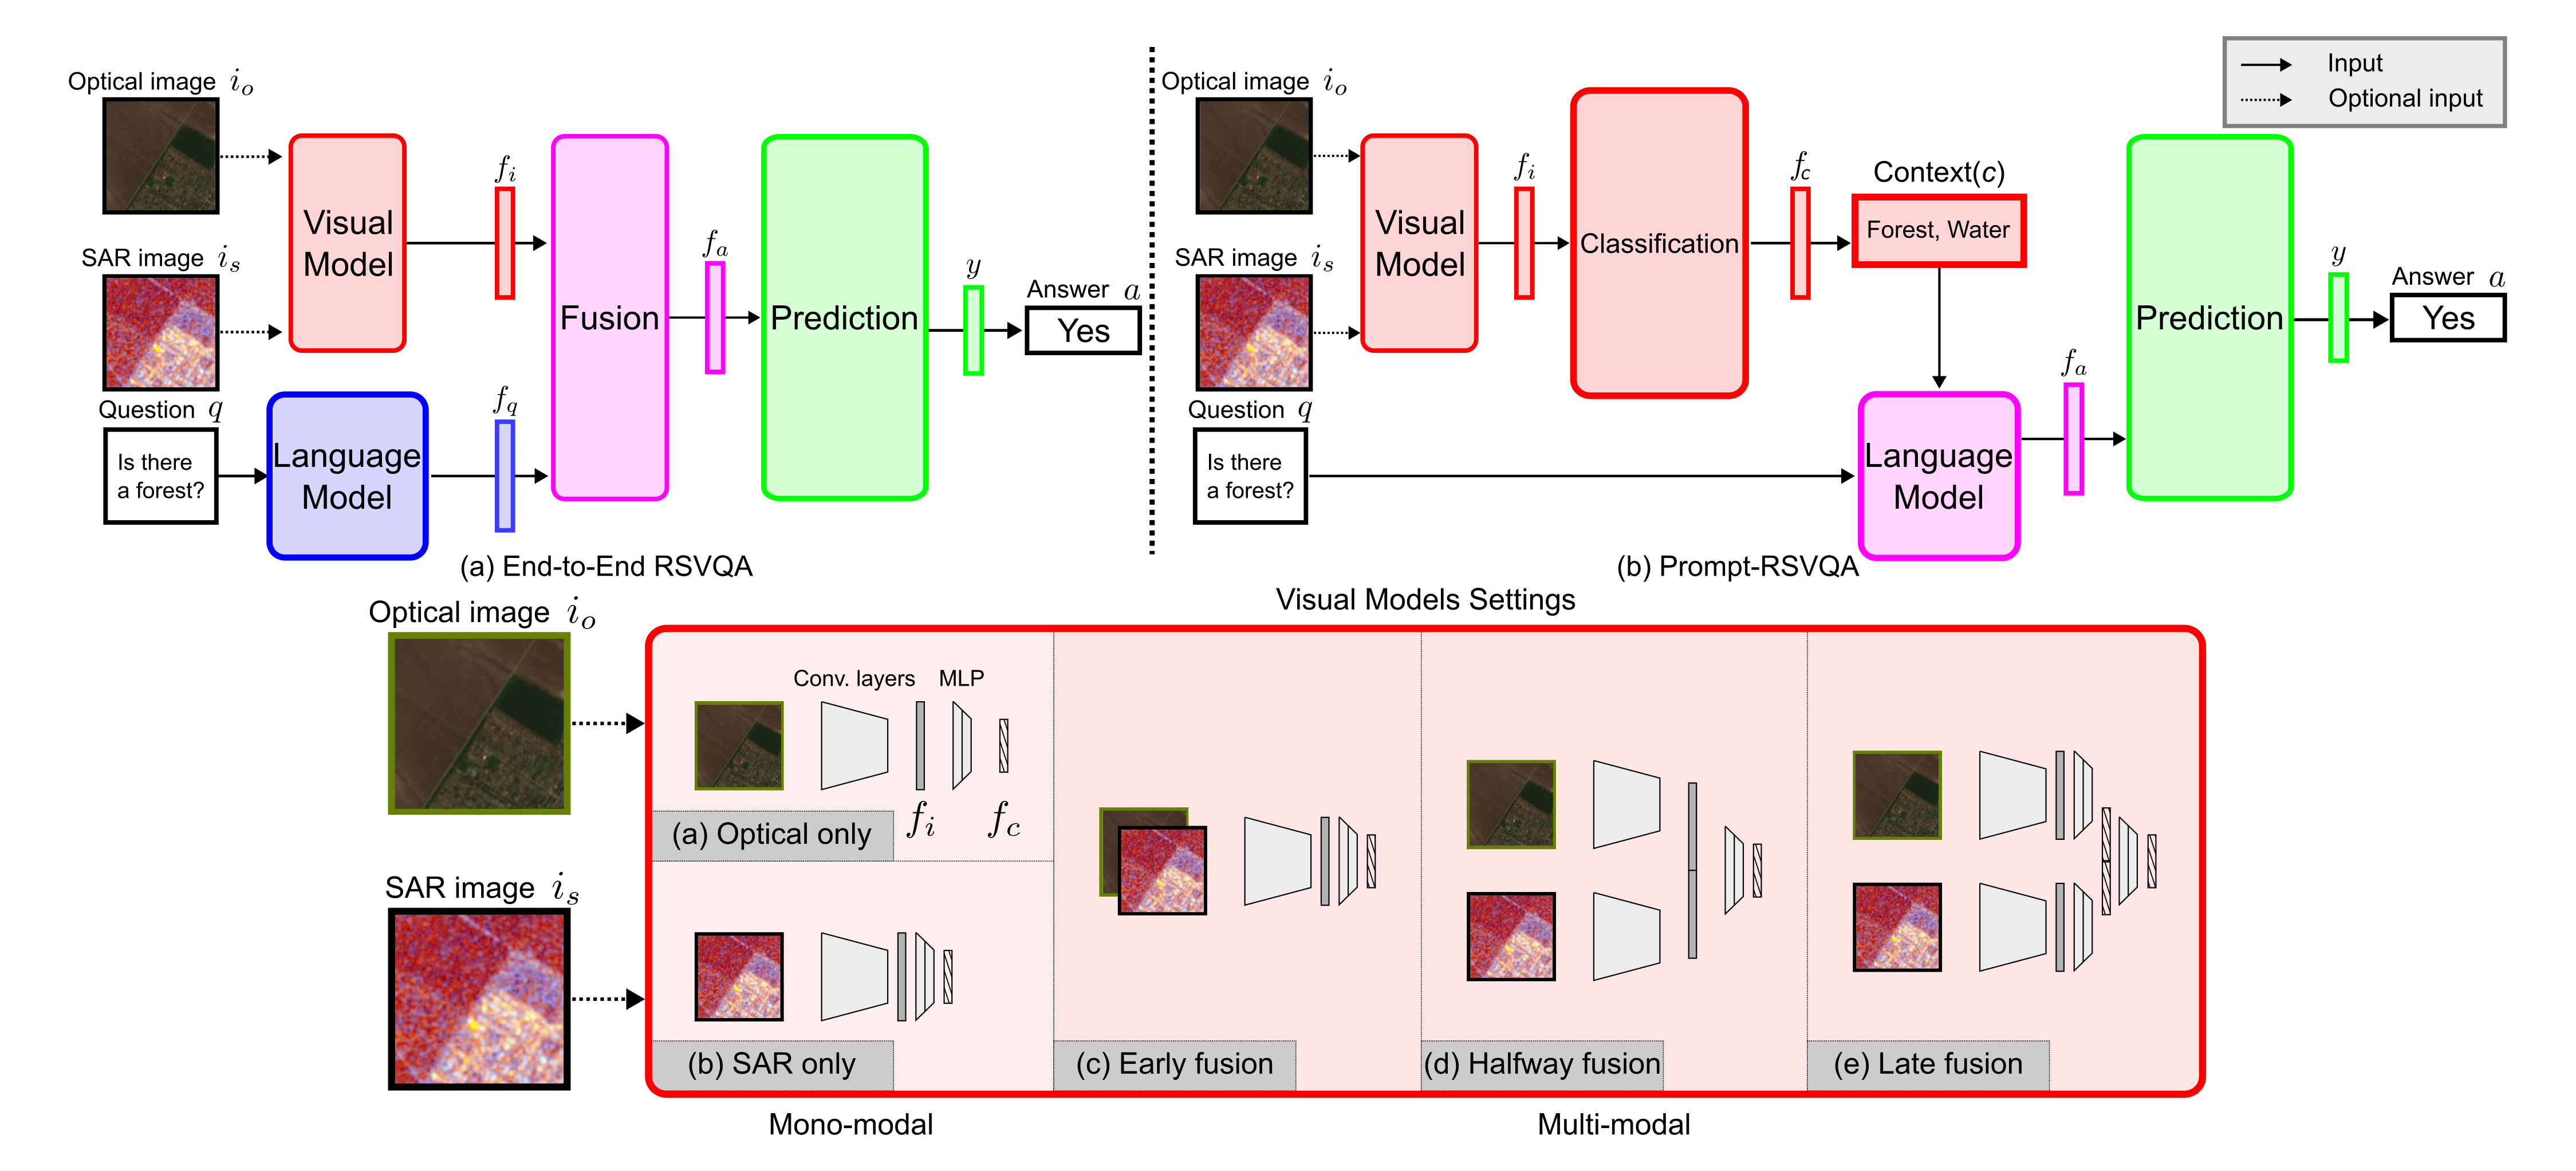 Optical image i_o
SAR image i_s
Question q
Is there
a forest?
Visual
Model
Language
Model
f_i
f_q
Fusion
f_a
Prediction
y
Answer a
Yes
(a) End-to-End RSVQA
Optical image i_o
SAR image i_s
Question q
Is there
a forest?
Visual
Model
f_i
Classification
f_c
Context(c)
Forest, Water
Language
Model
f_a
Prediction
y
Answer a
Yes
(b) Prompt-RSVQA
Input
Optional input
Visual Models Settings
Optical image i_o
SAR image i_s
Conv. layers
MLP
f_i
f_c
(a) Optical only
(b) SAR only
(c) Early fusion
(d) Halfway fusion
(e) Late fusion
Mono-modal
Multi-modal